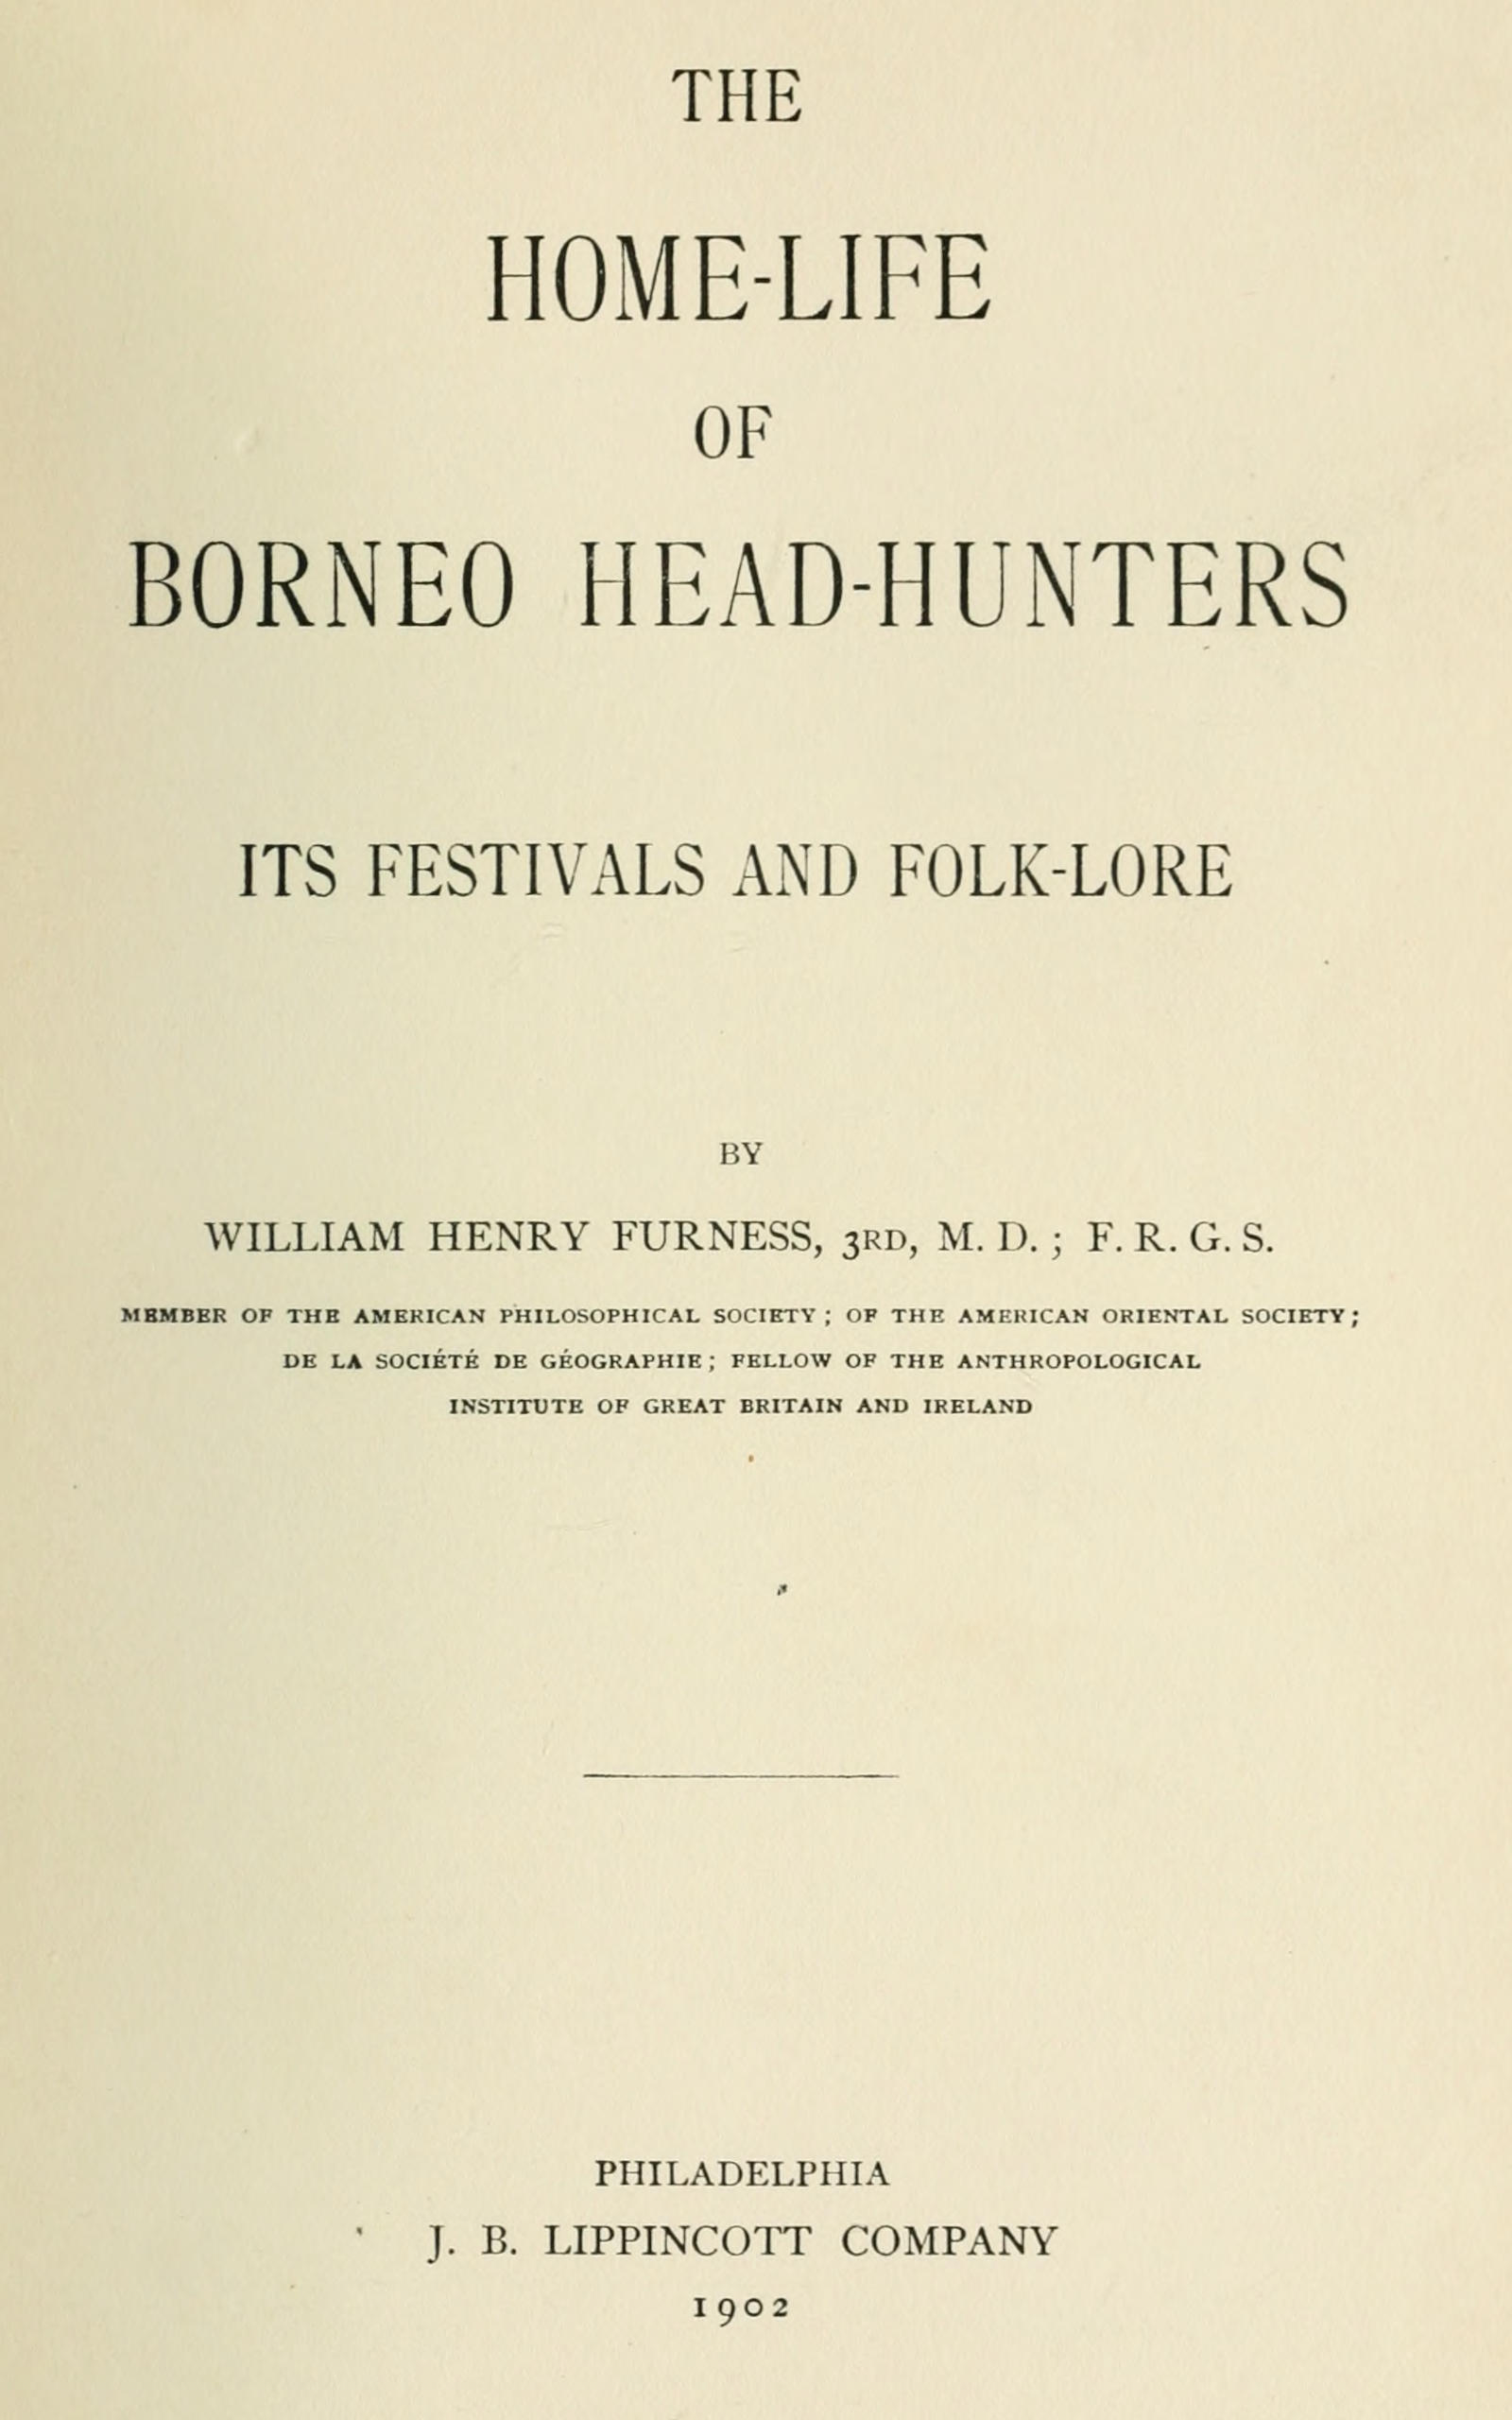 THE
HOME-LIFE
OF
BORNEO HEAD-HUNTERS
ITS FESTIVALS AND FOLK-LORE
BY
WILLIAM HENRY FURNESS, 3RD, M. D. ; F. R. G. S.
MEMBER OF THE AMERICAN PHILOSOPHICAL SOCIETY ; OF THE AMERICAN ORIENTAL SOCIETY ;
DE LA SOCIÉTÉ DE GÉOGRAPHIE ; FELLOW OF THE ANTHROPOLOGICAL
INSTITUTE OF GREAT BRITAIN AND IRELAND
PHILADELPHIA
J. B. LIPPINCOTT COMPANY
1902